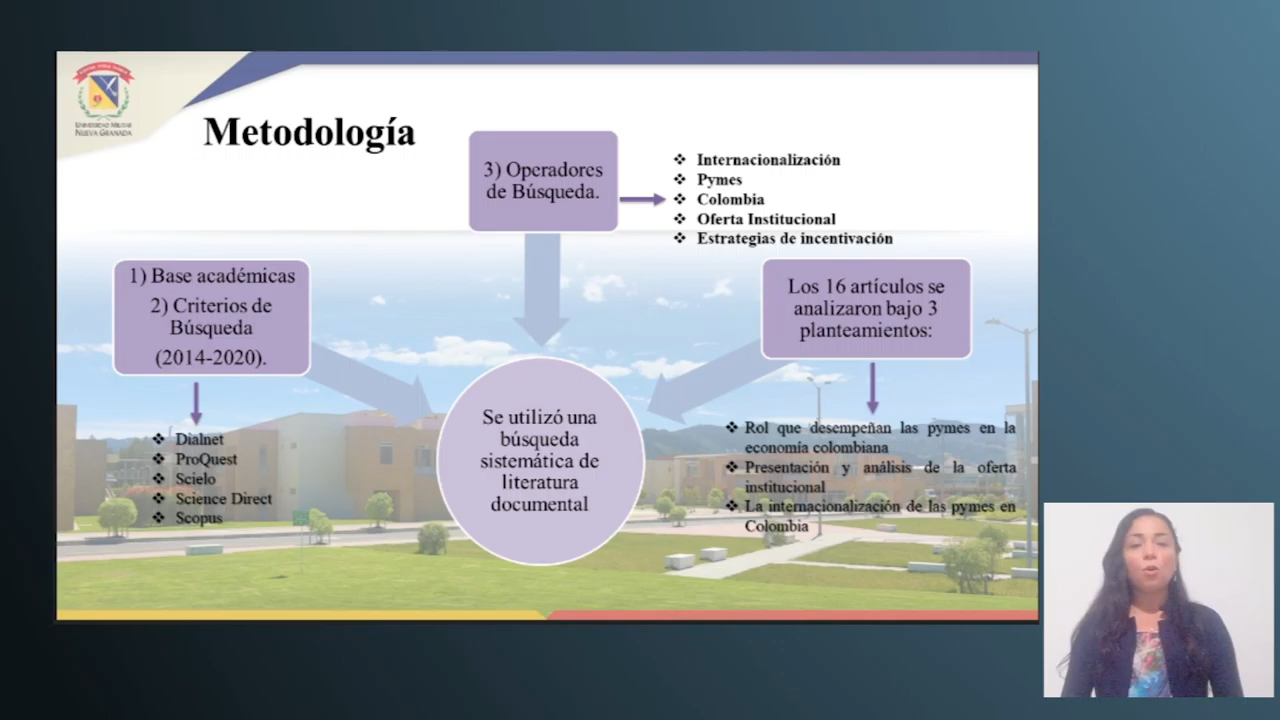 UNIVERSIDAD MILITAR
NUEVA GRANADA
Metodología
3) Operadores
de Búsqueda.
❖ Internacionalización
❖ Pymes
❖ Colombia
❖ Oferta Institucional
❖ Estrategias de incentivación
1) Base académicas
2) Criterios de
Búsqueda
(2014-2020).
❖ Dialnet
❖ ProQuest
❖ Scielo
❖ Science Direct
❖ Scopus
Se utilizó una
búsqueda
sistemática de
literatura
documental
Los 16 artículos se
analizaron bajo 3
planteamientos:
❖ Rol que desempeñan las pymes en la
economía colombiana
❖ Presentación y análisis de la oferta
institucional
❖ La internacionalización de las pymes en
Colombia